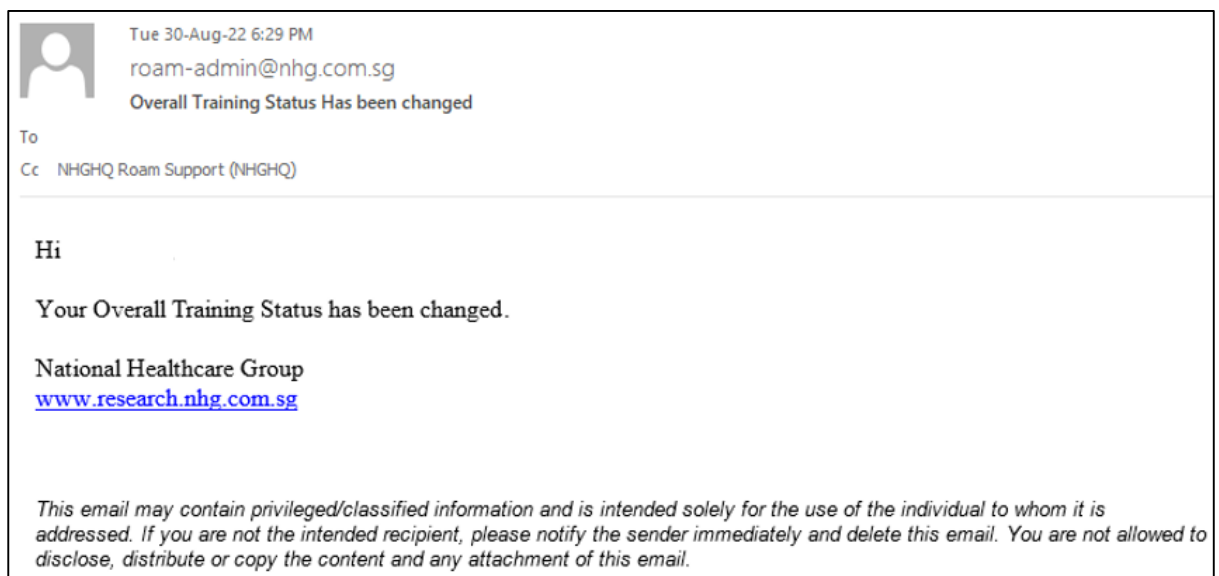 Tue 30-Aug-22 6:29 PM
roam-admin@nhg.com.sg
Overall Training Status Has been changed
To
Cc NHGHQ Roam Support (NHGHQ)
Hi
Your Overall Training Status has been changed.
National Healthcare Group
www.research.nhg.com.sg
This email may contain privileged/classified information and is intended solely for the use of the individual to whom it is
addressed. If you are not the intended recipient, please notify the sender immediately and delete this email. You are not allowed to
disclose, distribute or copy the content and any attachment of this email.